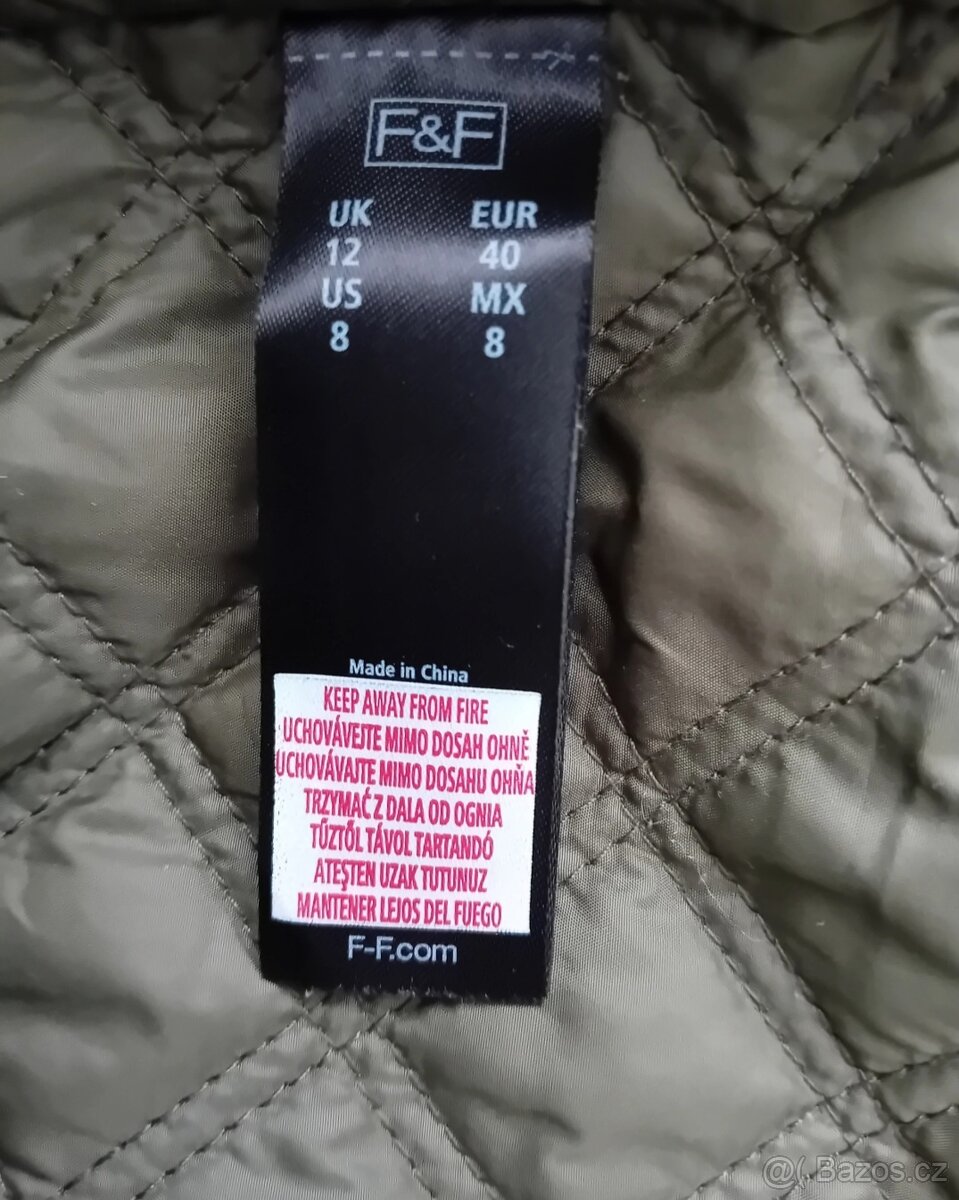 F&F
UK EUR
12 40
US MX
8 8
Made in China
KEEP AWAY FROM FIRE
UCHOVÁVEJTE MIMO DOSAH OHNĚ
UCHOVÁVAJTE MIMO DOSAHU OHŇA
TRZYMAĆ Z DALA OD OGNIA
TŰZTŐL TÁVOL TARTANDÓ
ATEŞTEN UZAK TUTUNUZ
MANTENER LEJOS DEL FUEGO
F-F.com
@( Bazos.cz